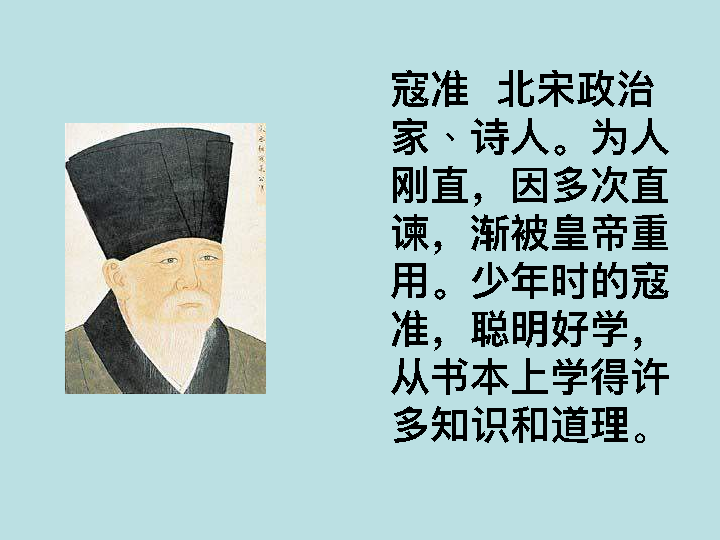 寇准 北宋政治
家、诗人。为人
刚直，因多次直
谏，渐被皇帝重
用。少年时的寇
准，聪明好学，
从书本上学得许
多知识和道理。